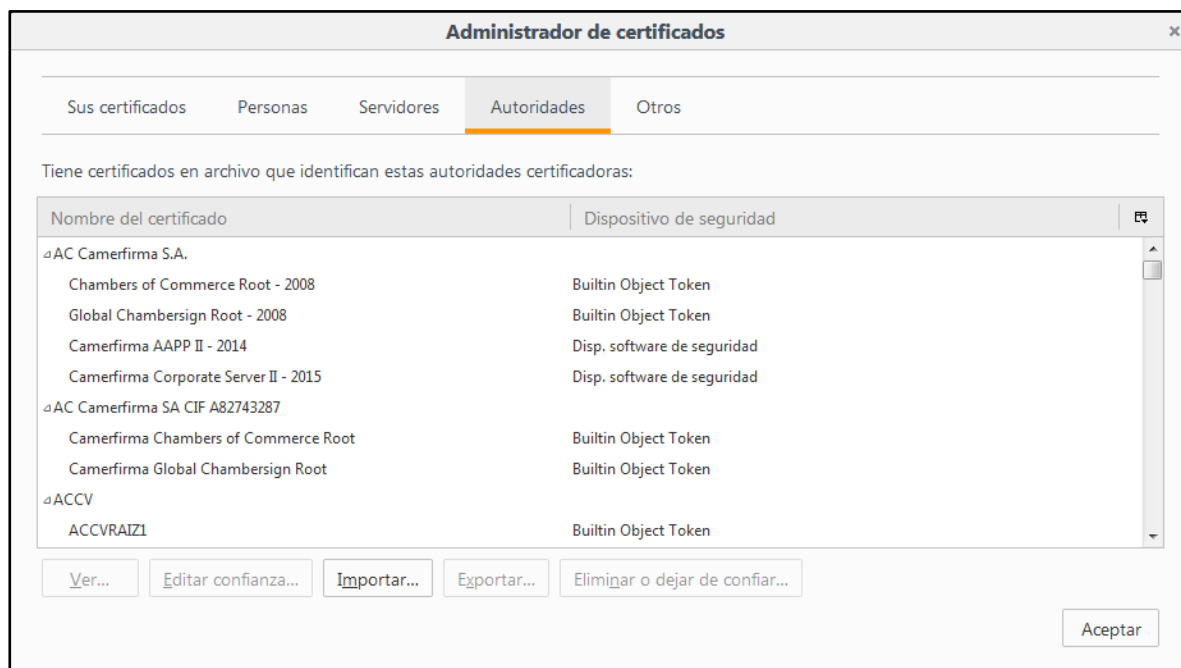 Administrador de certificados
Sus certificados Personas Servidores Autoridades Otros
Tiene certificados en archivo que identifican estas autoridades certificadoras:
Nombre del certificado Dispositivo de seguridad
AC Camerfirma S.A.
Chambers of Commerce Root - 2008 Builtin Object Token
Global Chambersign Root - 2008 Builtin Object Token
Camerfirma AAPP II - 2014 Disp. software de seguridad
Camerfirma Corporate Server II - 2015 Disp. software de seguridad
AC Camerfirma SA CIF A82743287
Camerfirma Chambers of Commerce Root Builtin Object Token
Camerfirma Global Chambersign Root Builtin Object Token
ACCV
ACCVRAIZ1 Builtin Object Token
Ver... Editar confianza... Importar... Exportar... Eliminar o dejar de confiar...
Aceptar